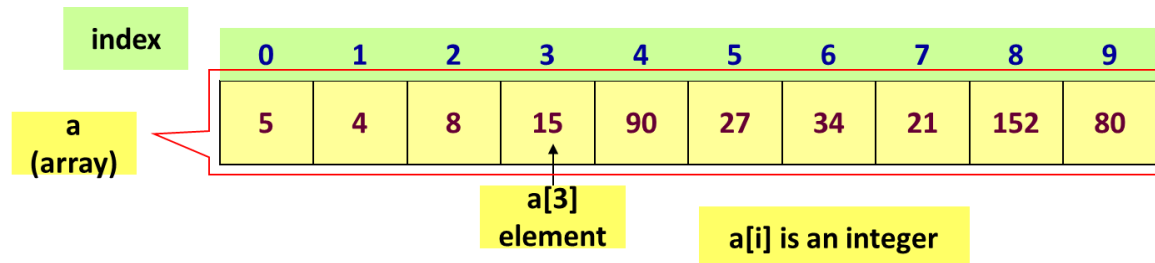 index
0 1 2 3 4 5 6 7 8 9
a
(array)
5 4 8 15 90 27 34 21 152 80
a[3]
element
a[i] is an integer